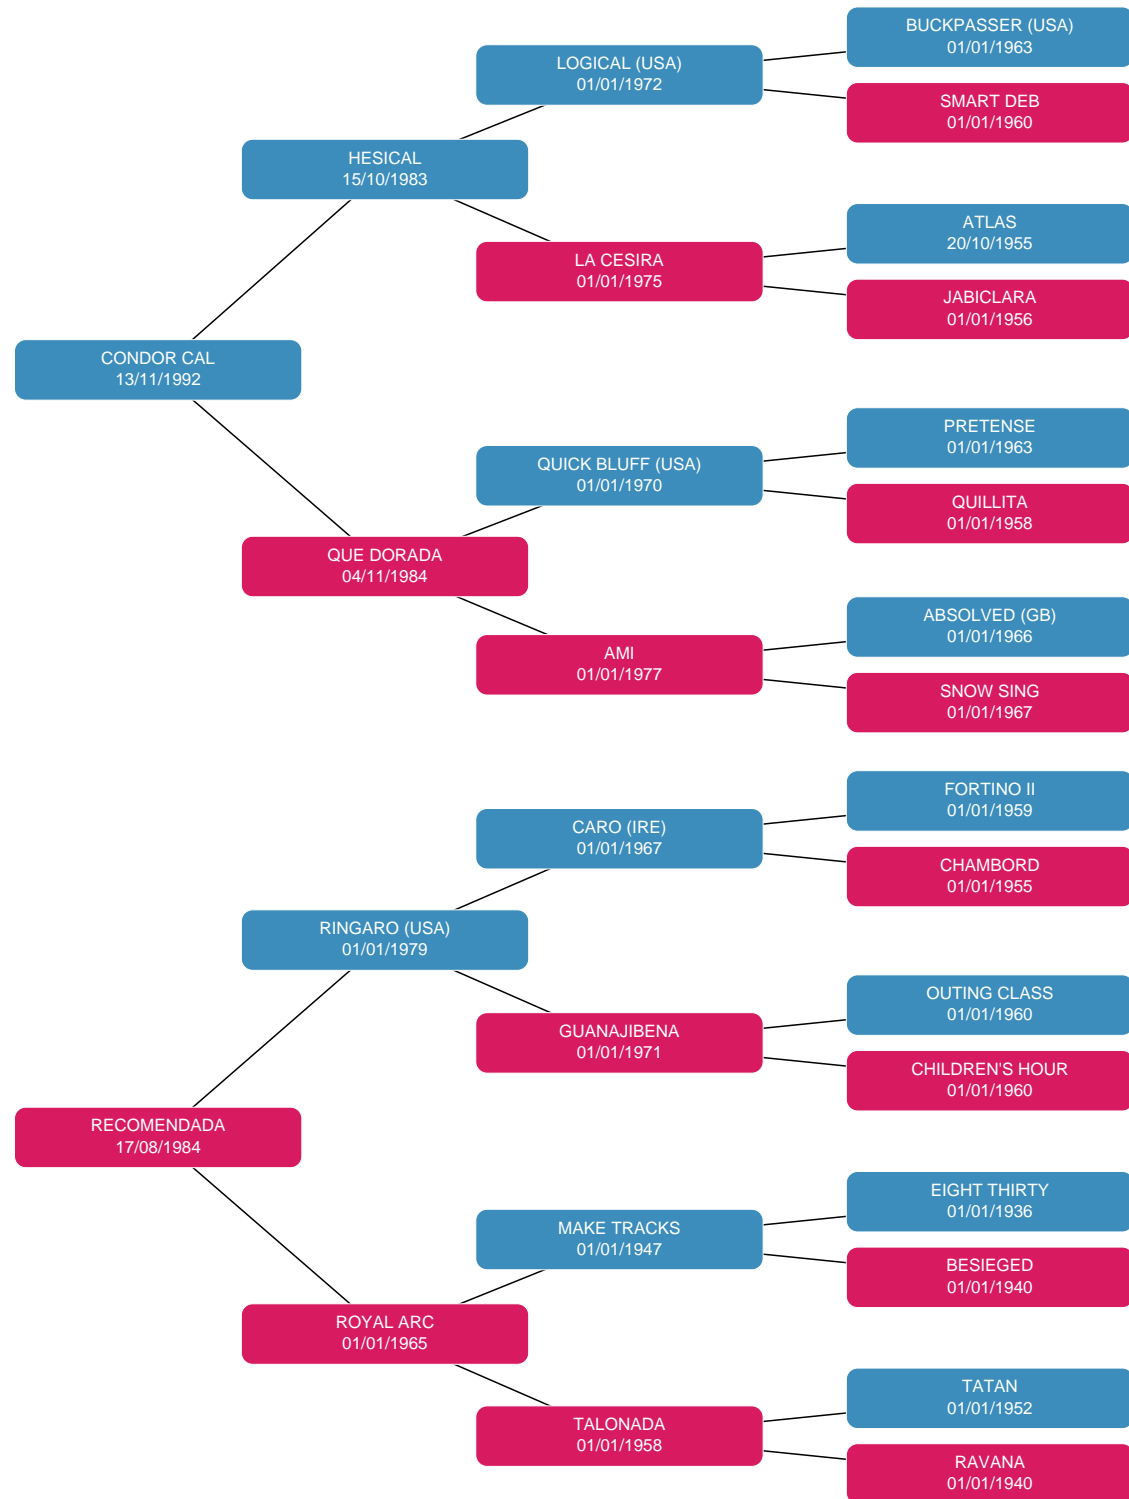 BUCKPASSER (USA)
01/01/1963
LOGICAL (USA)
01/01/1972
SMART DEB
01/01/1960
HESICAL
15/10/1983
ATLAS
20/10/1955
LA CESIRA
01/01/1975
JABICLARA
01/01/1956
CONDOR CAL
13/11/1992
PRETENSE
01/01/1963
QUICK BLUFF (USA)
01/01/1970
QUILLITA
01/01/1958
QUE DORADA
04/11/1984
ABSOLVED (GB)
01/01/1966
AMI
01/01/1977
SNOW SING
01/01/1967
FORTINO II
01/01/1959
CARO (IRE)
01/01/1967
CHAMBORD
01/01/1955
RINGARO (USA)
01/01/1979
OUTING CLASS
01/01/1960
GUANAJIBENA
01/01/1971
CHILDREN'S HOUR
01/01/1960
RECOMENDADA
17/08/1984
EIGHT THIRTY
01/01/1936
MAKE TRACKS
01/01/1947
BESIEGED
01/01/1940
ROYAL ARC
01/01/1965
TATAN
01/01/1952
TALONADA
01/01/1958
RAVANA
01/01/1940